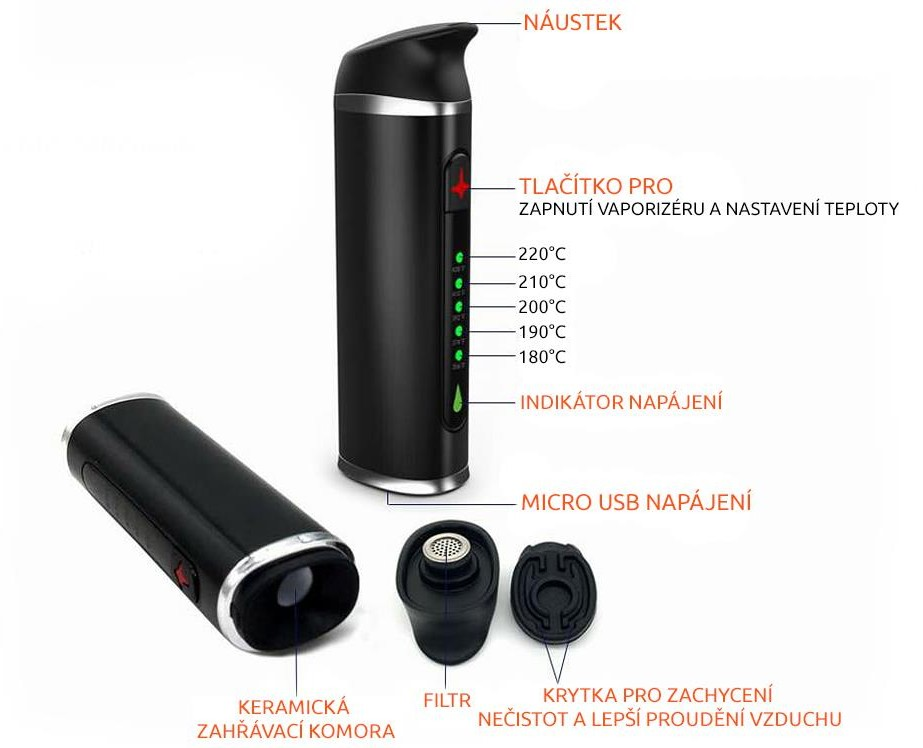 NÁUSTEK
TLAČÍTKO PRO
ZAPNUTÍ VAPORIZÉRU A NASTAVENÍ TEPLOTY
220°C
210°C
200°C
190°C
180°C
INDIKÁTOR NAPÁJENÍ
MICRO USB NAPÁJENÍ
KERAMICKÁ
ZAHŘÁVACÍ KOMORA
FILTR
KRYTKA PRO ZACHYCENÍ
NEČISTOT A LEPŠÍ PROUDĚNÍ VZDUCHU